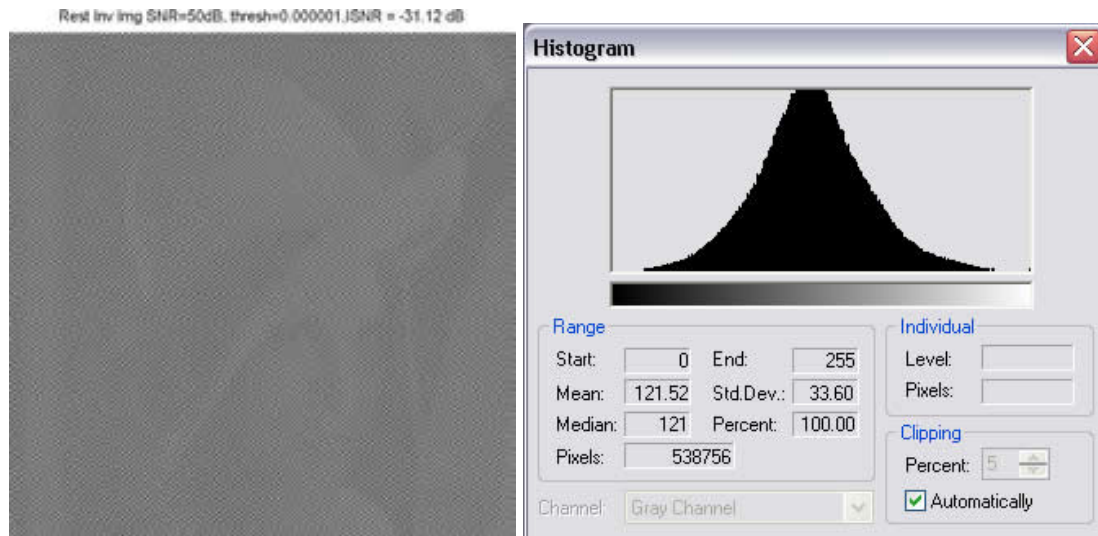 Rest Inv Img SNR=50dB, thresh=0.000001,ISNR = -31.12 dB
Histogram
Range
Start: 0 End: 255
Mean: 121.52 Std.Dev.: 33.60
Median: 121 Percent: 100.00
Pixels: 538756
Individual
Level:
Pixels:
Clipping
Percent: 5
Automatically
Channel: Gray Channel